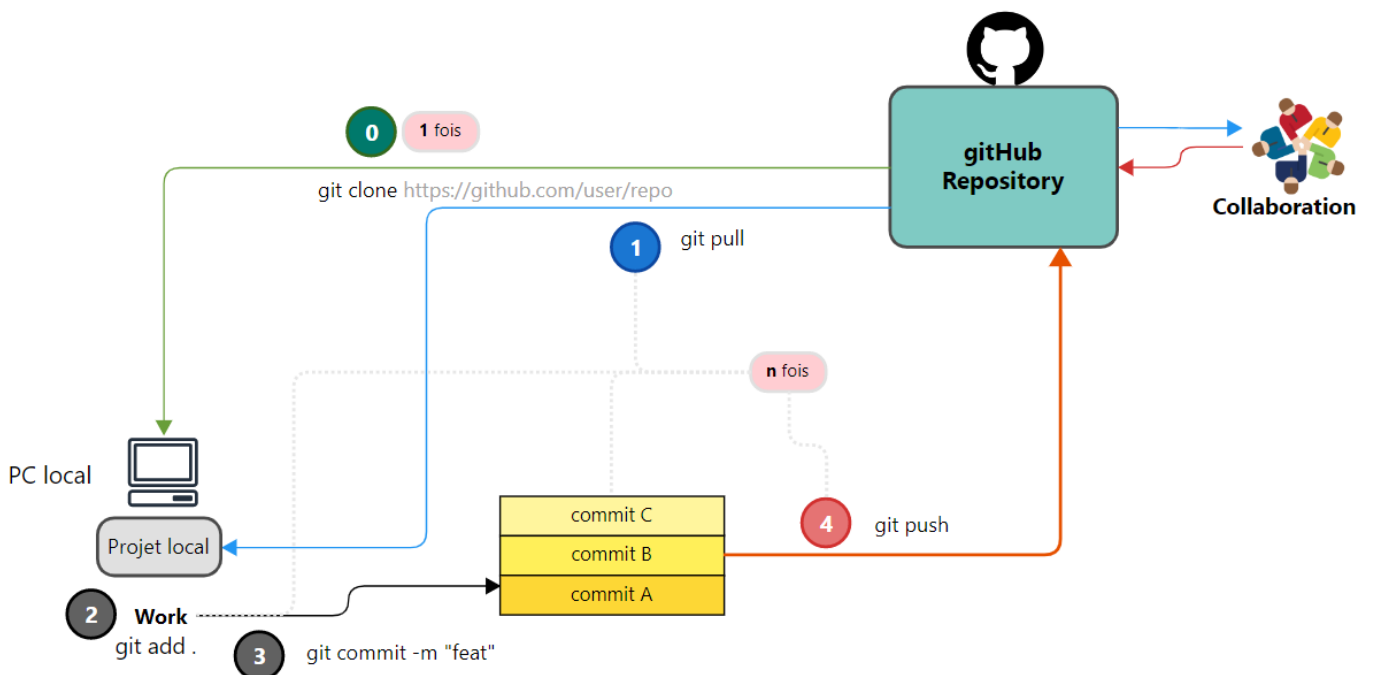 0
1 fois
gitHub
Repository
git clone https://github.com/user/repo
Collaboration
1
git pull
n fois
PC local
commit C
4
git push
Projet local
commit B
commit A
2
Work
git add .
3
git commit -m "feat"